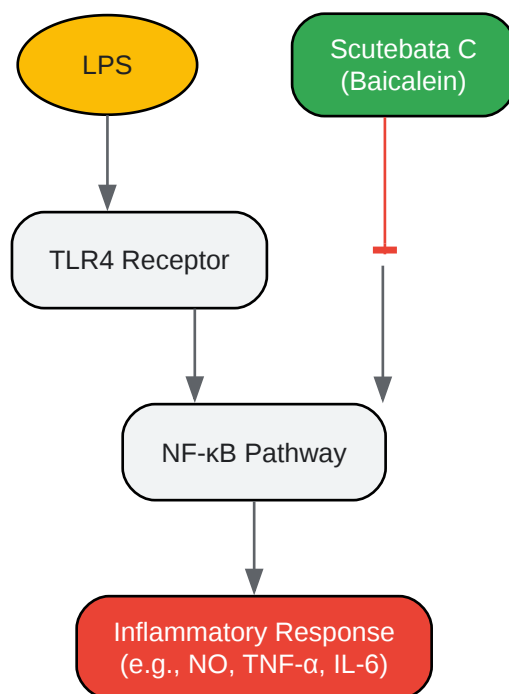 LPS
Scutebata C
(Baicalein)
TLR4 Receptor
NF-κB Pathway
Inflammatory Response
(e.g., NO, TNF-α, IL-6)